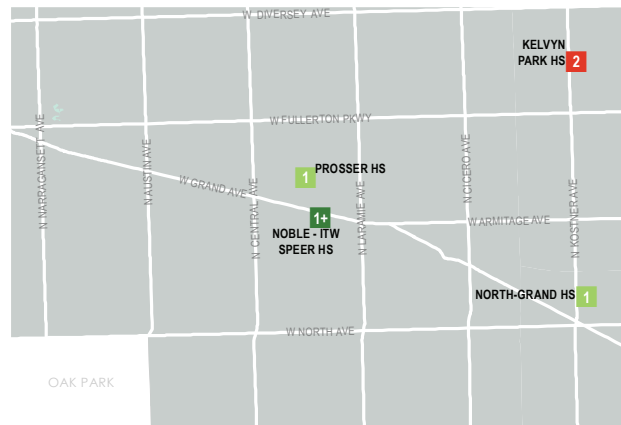 W DIVERSEY AVE
KELVYN
PARK HS
2
W FULLERTON PKWY
N NARRAGANSETT AVE
N AUSTIN AVE
N CENTRAL AVE
N LARAMIE AVE
N CICERO AVE
N KOSTNER AVE
W GRAND AVE
1
PROSSER HS
1+
NOBLE - ITW
SPEER HS
W ARMITAGE AVE
NORTH-GRAND HS
1
W NORTH AVE
OAK PARK